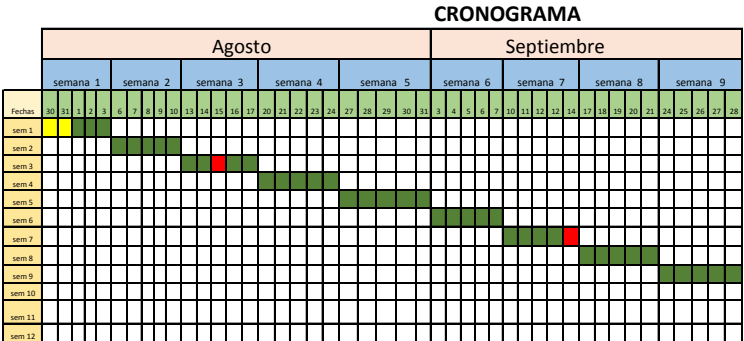 CRONOGRAMA
Agosto Septiembre
semana 1 semana 2 semana 3 semana 4 semana 5 semana 6 semana 7 semana 8 semana 9
Fechas 30 31 1 2 3 6 7 8 9 10 13 14 15 16 17 20 21 22 23 24 27 28 29 30 31 3 4 5 6 7 10 11 12 12 14 17 18 19 20 21 24 25 26 27 28
sem 1
sem 2
sem 3
sem 4
sem 5
sem 6
sem 7
sem 8
sem 9
sem 10
sem 11
sem 12